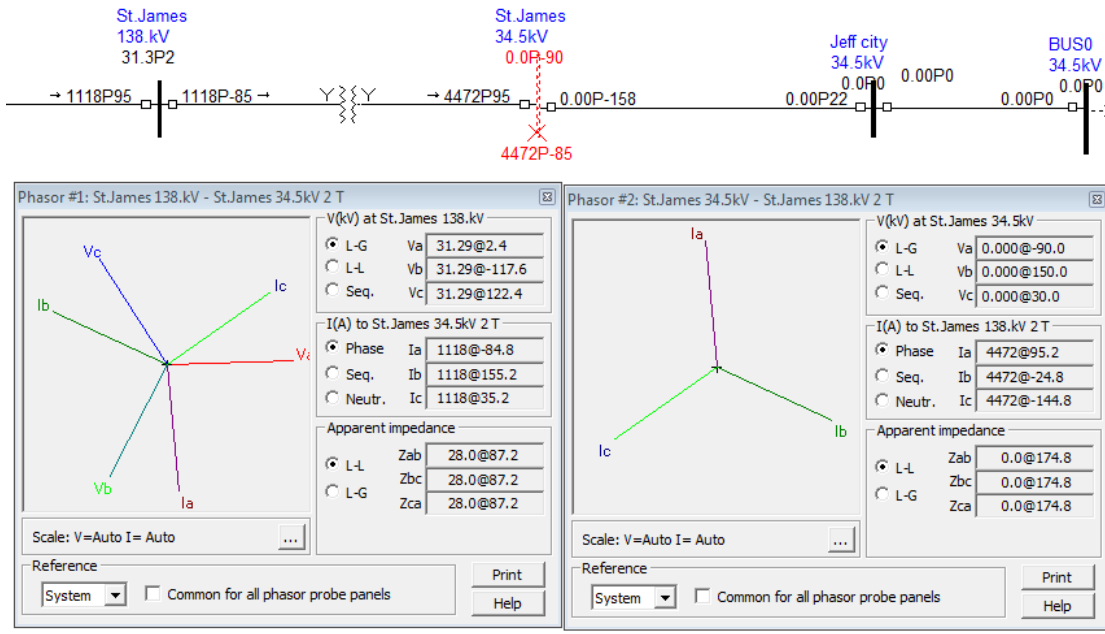 St.James
138.kV
31.3P2
St.James
34.5kV
0.0P-90
Jeff city
34.5kV
0.0P0
0.00P0
BUS0
34.5kV
0.0P0
→ 1118P95
1118P-85 →
Y Y
→ 4472P95
0.00P-158
0.00P22
0.00P0
4472P-85
Phasor #1: St.James 138.kV - St.James 34.5kV 2 T
Vc
Ib
Ic
Va
Vb
Ia
V(kV) at St.James 138.kV
L-G Va 31.29@2.4
L-L Vb 31.29@-117.6
Seq. Vc 31.29@122.4
I(A) to St.James 34.5kV 2 T
Phase Ia 1118@-84.8
Seq. Ib 1118@155.2
Neutr. Ic 1118@35.2
Apparent impedance
L-L Zab 28.0@87.2
Zbc 28.0@87.2
L-G Zca 28.0@87.2
Scale: V=Auto I= Auto ...
Reference
System Common for all phasor probe panels
Print
Help
Phasor #2: St.James 34.5kV - St.James 138.kV 2 T
Ia
Ib
Ic
V(kV) at St.James 34.5kV
L-G Va 0.000@-90.0
L-L Vb 0.000@150.0
Seq. Vc 0.000@30.0
I(A) to St.James 138.kV 2 T
Phase Ia 4472@95.2
Seq. Ib 4472@-24.8
Neutr. Ic 4472@-144.8
Apparent impedance
L-L Zab 0.0@174.8
Zbc 0.0@174.8
L-G Zca 0.0@174.8
Scale: V=Auto I= Auto ...
Reference
System Common for all phasor probe panels
Print
Help